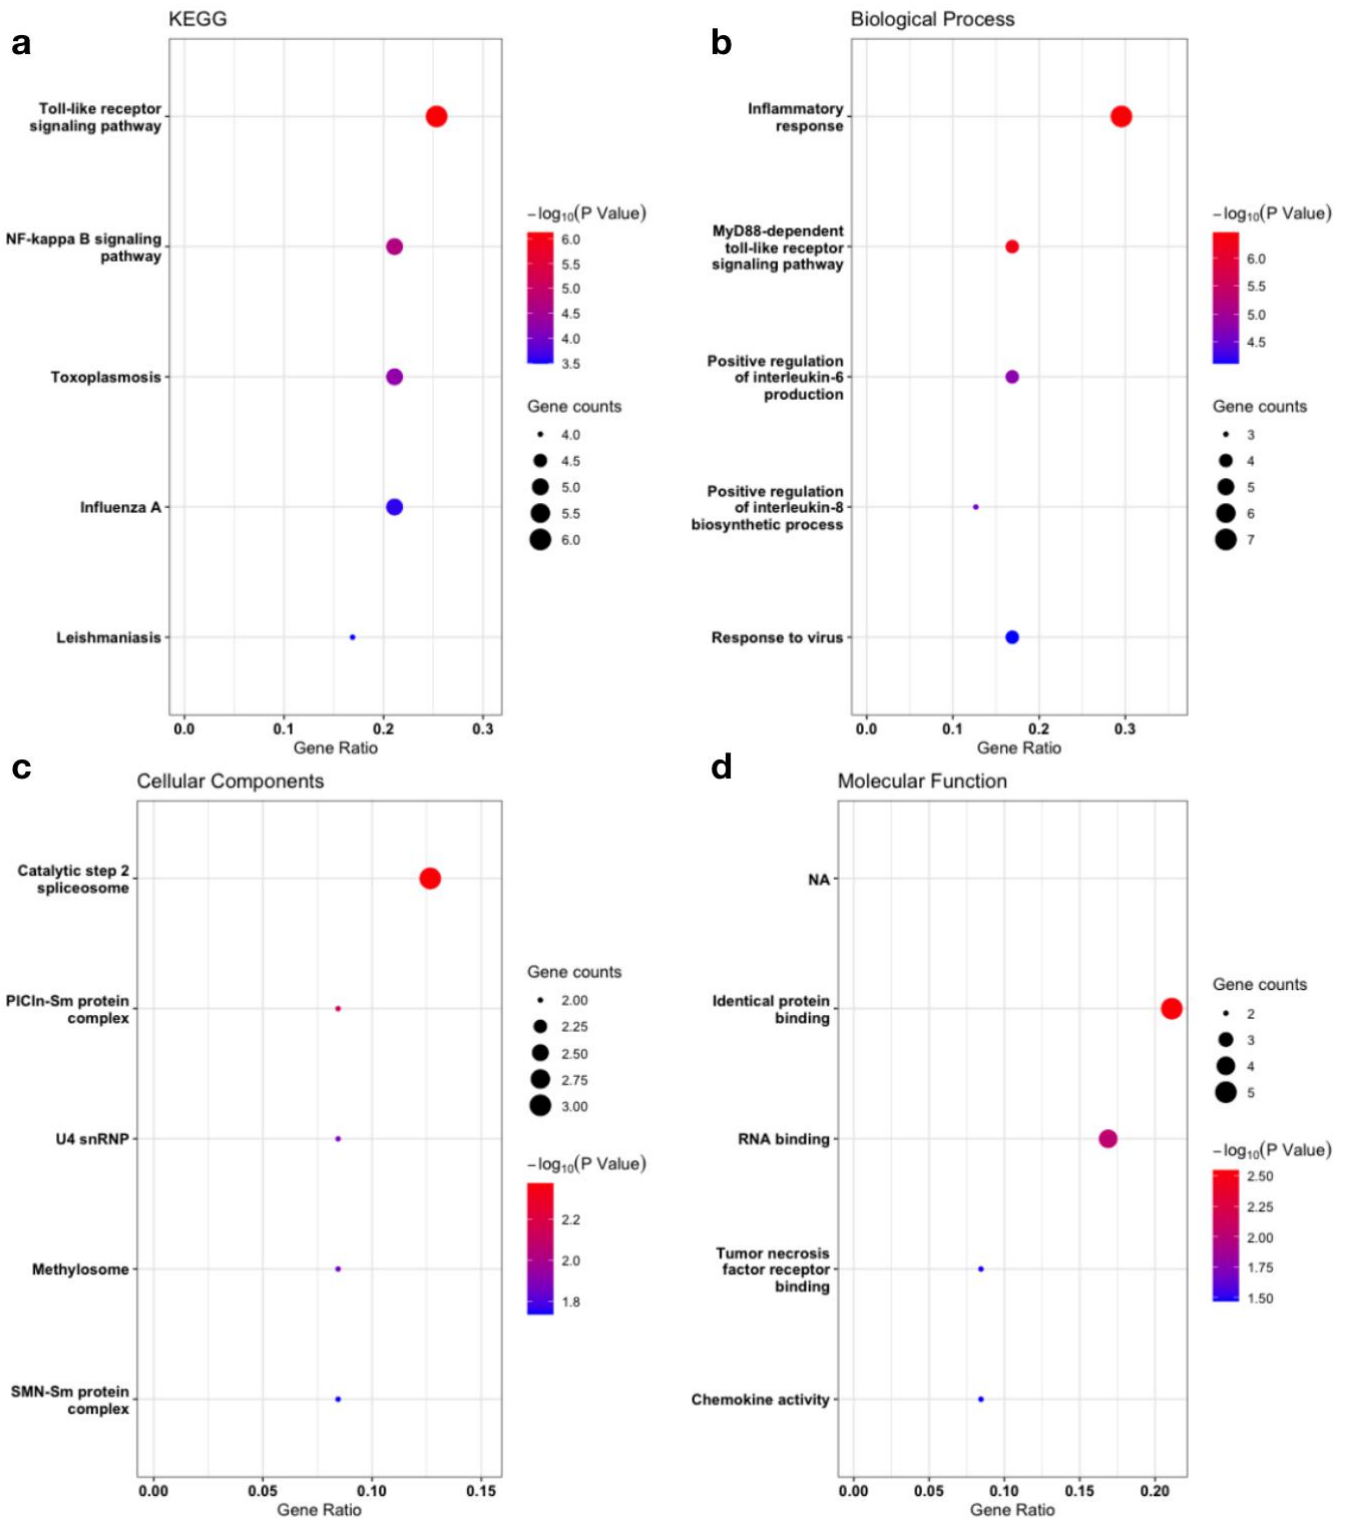 KEGG
a
Toll-like receptor
signaling pathway
NF-kappa B signaling
pathway
Toxoplasmosis
Influenza A
Leishmaniasis
0.0 0.1 0.2 0.3
Gene Ratio
−log10(P Value)
6.0
5.5
5.0
4.5
4.0
3.5
Gene counts
4.0
4.5
5.0
5.5
6.0
Biological Process
b
Inflammatory
response
MyD88-dependent
toll-like receptor
signaling pathway
Positive regulation
of interleukin-6
production
Positive regulation
of interleukin-8
biosynthetic process
Response to virus
0.0 0.1 0.2 0.3
Gene Ratio
−log10(P Value)
6.0
5.5
5.0
4.5
Gene counts
3
4
5
6
7
c
Cellular Components
Catalytic step 2
spliceosome
PICln-Sm protein
complex
U4 snRNP
Methylosome
SMN-Sm protein
complex
0.00 0.05 0.10 0.15
Gene Ratio
Gene counts
2.00
2.25
2.50
2.75
3.00
−log10(P Value)
2.2
2.0
1.8
d
Molecular Function
NA
Identical protein
binding
RNA binding
Tumor necrosis
factor receptor
binding
Chemokine activity
0.00 0.05 0.10 0.15 0.20
Gene Ratio
Gene counts
2
3
4
5
−log10(P Value)
2.50
2.25
2.00
1.75
1.50